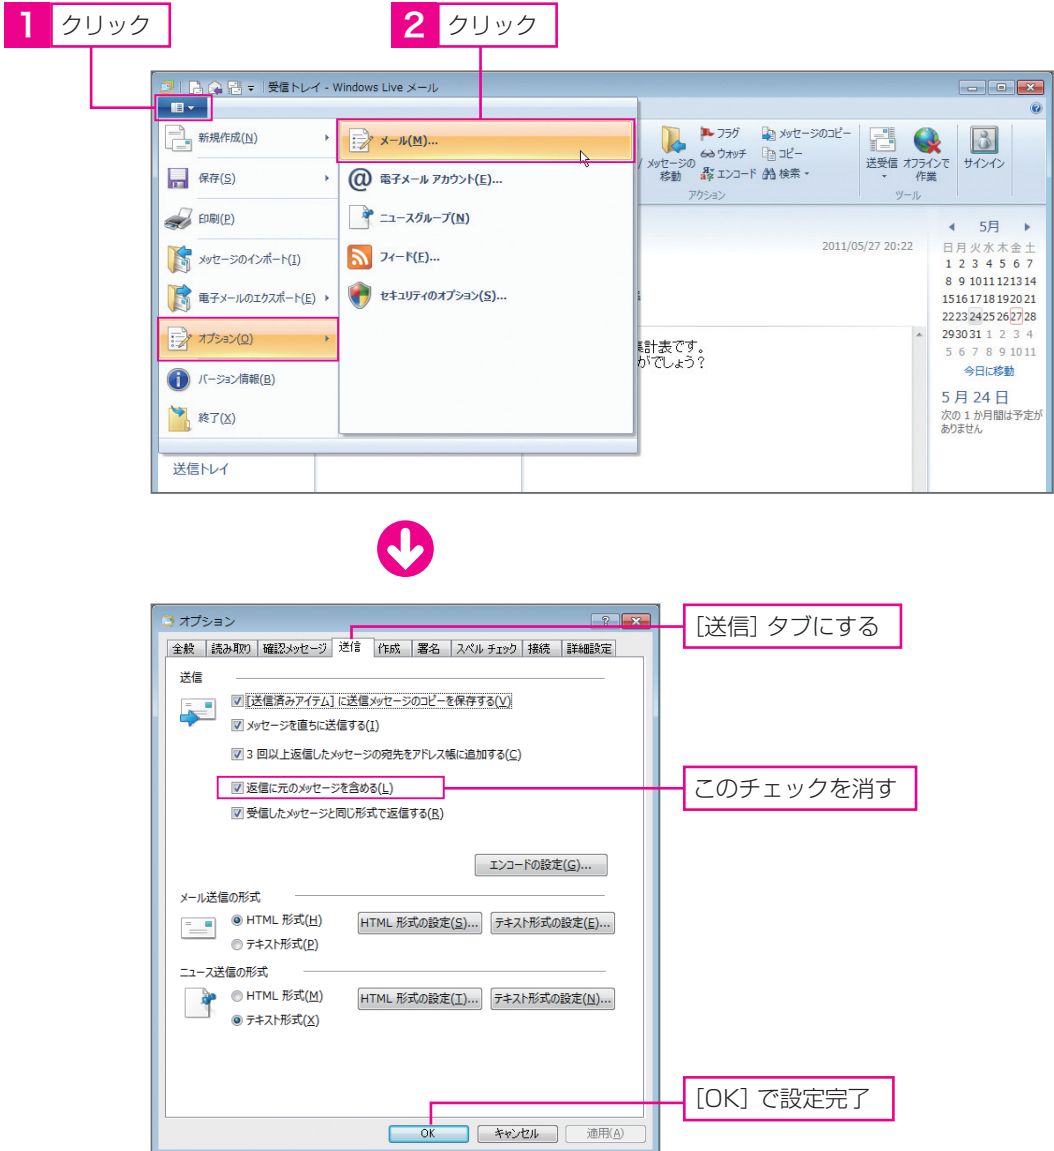 1 クリック
2 クリック
受信トレイ - Windows Live メール
新規作成(N)
保存(S)
印刷(P)
メッセージのインポート(I)
電子メールのエクスポート(E)
オプション(O)
バージョン情報(B)
終了(X)
メール(M)...
電子メール アカウント(E)...
ニュースグループ(N)
フィード(F)...
セキュリティのオプション(S)...
メッセージの
移動
フラグ
ウォッチ
エンコード
メッセージのコピー
コピー
検索
アクション
送受信
オフラインで
作業
ツール
サインイン
2011/05/27 20:22
集計表です。
がでしょう？
5月
日 月 火 水 木 金 土
1 2 3 4 5 6 7
8 9 10 11 12 13 14
15 16 17 18 19 20 21
22 23 24 25 26 27 28
29 30 31 1 2 3 4
5 6 7 8 9 10 11
今日に移動
5 月 24 日
次の 1 か月間は予定が
ありません
送信トレイ
オプション
全般 読み取り 確認メッセージ 送信 作成 署名 スペル チェック 接続 詳細設定
[送信] タブにする
送信
[送信済みアイテム] に送信メッセージのコピーを保存する(V)
メッセージを直ちに送信する(I)
3 回以上返信したメッセージの宛先をアドレス帳に追加する(C)
返信に元のメッセージを含める(L)
このチェックを消す
受信したメッセージと同じ形式で返信する(R)
エンコードの設定(G)...
メール送信の形式
HTML 形式(H)
HTML 形式の設定(S)...
テキスト形式の設定(E)...
テキスト形式(P)
ニュース送信の形式
HTML 形式(M)
HTML 形式の設定(T)...
テキスト形式の設定(N)...
テキスト形式(X)
[OK] で設定完了
OK
キャンセル
適用(A)